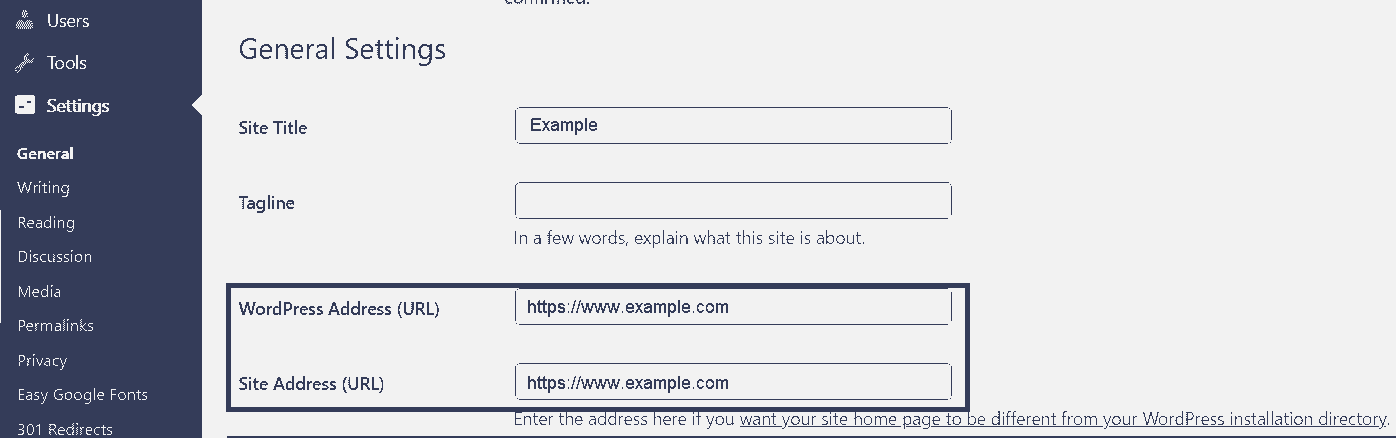 confirmed.
Users
Tools
Settings
General
Writing
Reading
Discussion
Media
Permalinks
Privacy
Easy Google Fonts
301 Redirects
General Settings
Site Title
Example
Tagline
In a few words, explain what this site is about.
WordPress Address (URL)
https://www.example.com
Site Address (URL)
https://www.example.com
Enter the address here if you want your site home page to be different from your WordPress installation directory.